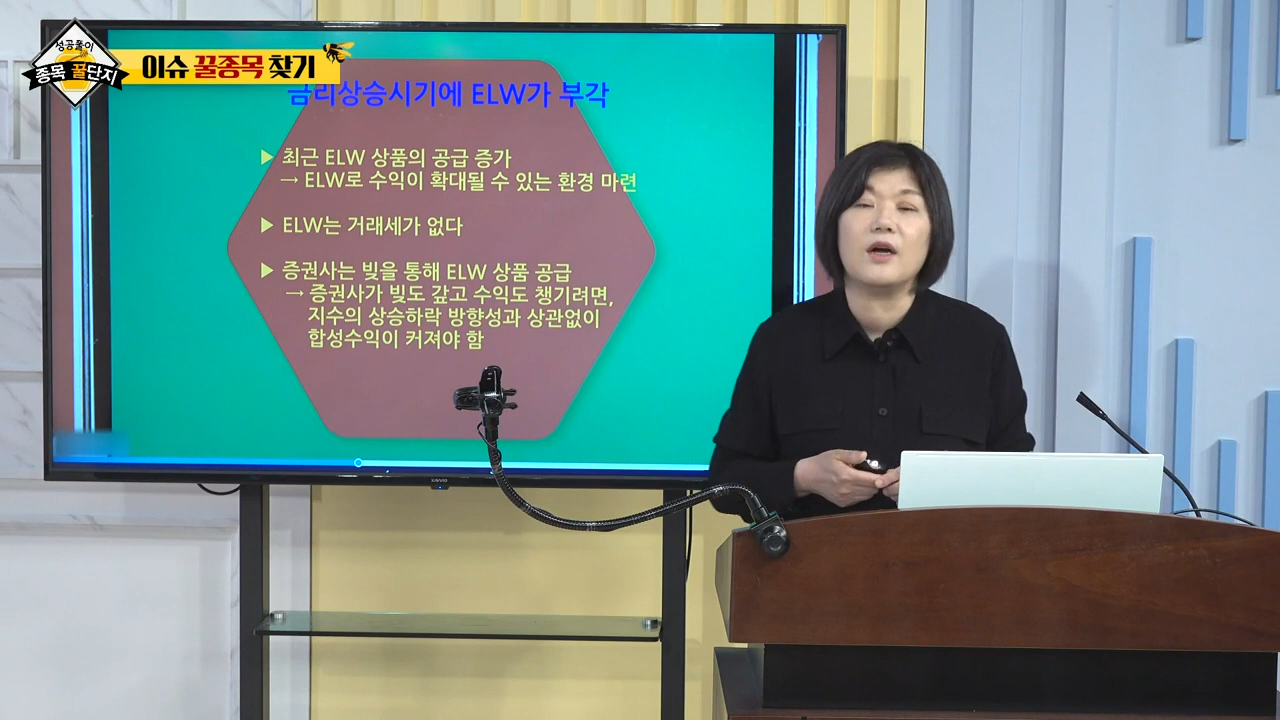 성공풀이
종목 꿀단지
이슈 꿀종목 찾기
금리상승시기에 ELW가 부각
▶ 최근 ELW 상품의 공급 증가
→ ELW로 수익이 확대될 수 있는 환경 마련
▶ ELW는 거래세가 없다
▶ 증권사는 빚을 통해 ELW 상품 공급
→ 증권사가 빚도 갚고 수익도 챙기려면,
지수의 상승하락 방향성과 상관없이
합성수익이 커져야 함